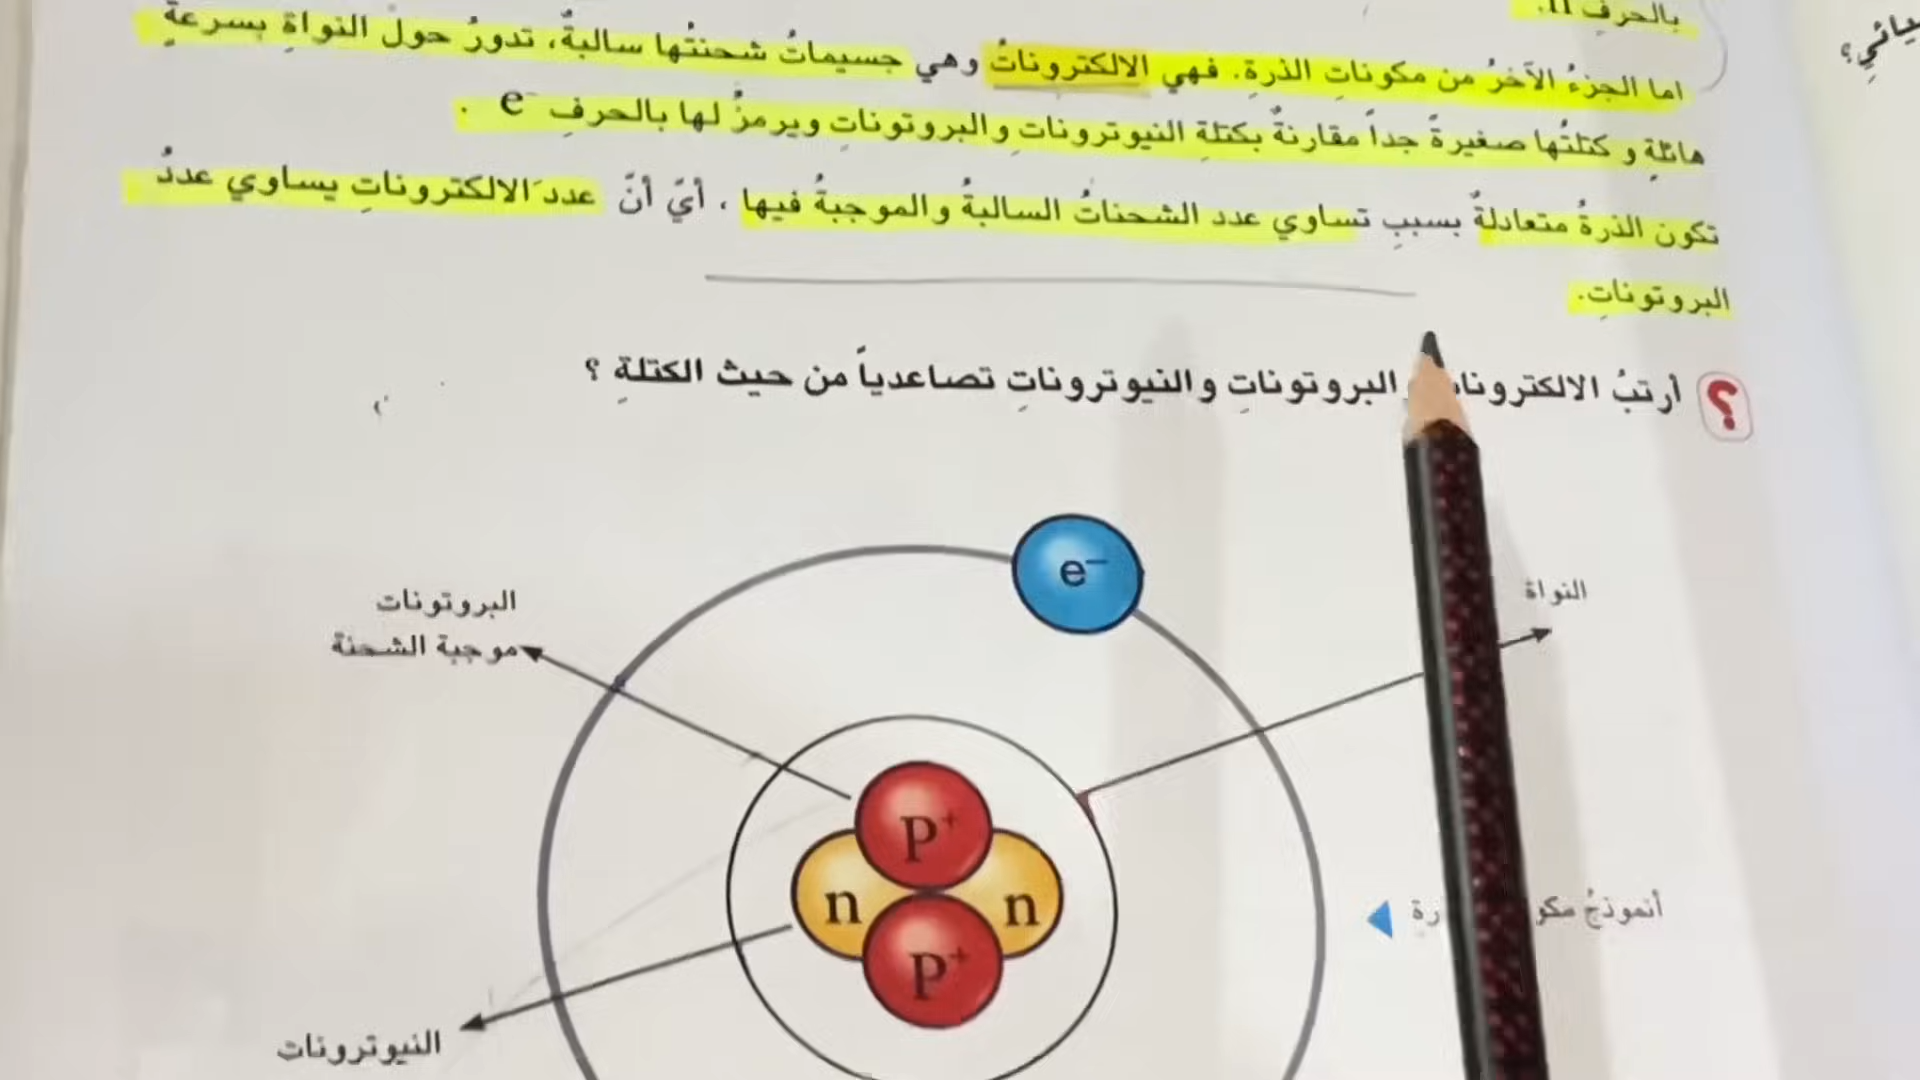 بالحرفِ n.
اما الجزءُ الآخرُ من مكوناتِ الذرةِ. فهي الالكتروناتُ وهي جسيماتُ شحنتُها سالبةٌ، تدورُ حول النواةِ بسرعةٍ
هائلةٍ و كتلتُها صغيرةً جداً مقارنةٌ بكتلةِ النيوتروناتِ والبروتوناتِ ويرمزُ لها بالحرفِ e⁻ .
تكون الذرةُ متعادلةٌ بسببِ تساوي عدد الشحناتُ السالبةُ والموجبةُ فيها ، أيّ أنّ عددَ الالكتروناتِ يساوي عددُ
البروتوناتِ.
؟ أرتبُ البروتوناتِ والنيوتروناتِ تصاعدياً من حيث الكتلةِ ؟
e⁻
النواة
البروتونات
موجبة الشحنة
P⁺
n
n
P⁺
أنموذجُ
النيوترونات